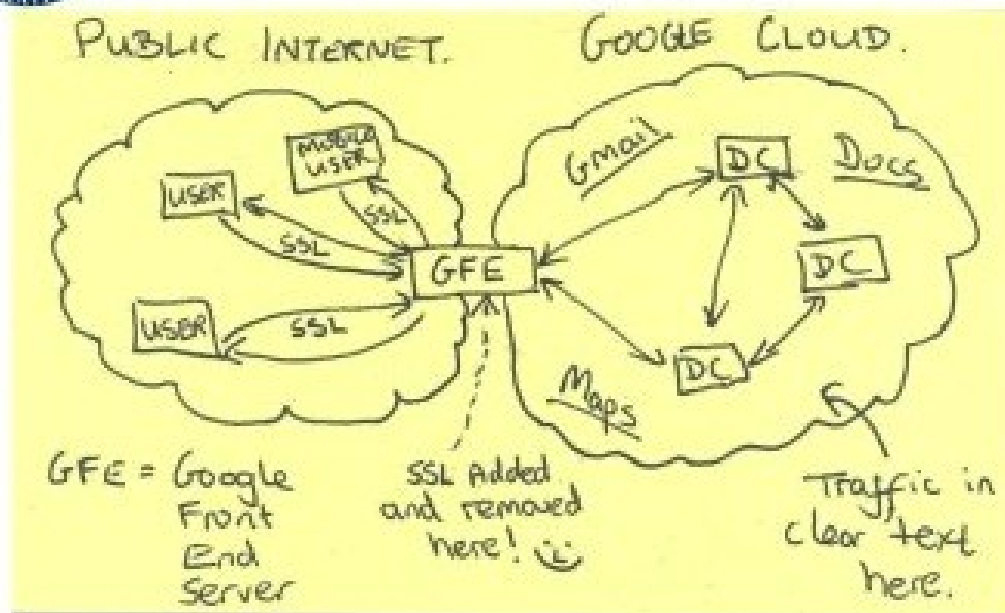 PUBLIC INTERNET.
GOOGLE CLOUD.
MOBILE
USER
USER
SSL
SSL
USER
SSL
GFE
Gmail
DC
Docs
DC
DC
Maps
GFE = Google
Front
End
Server
SSL Added
and removed
here!
Traffic in
clear text
here.